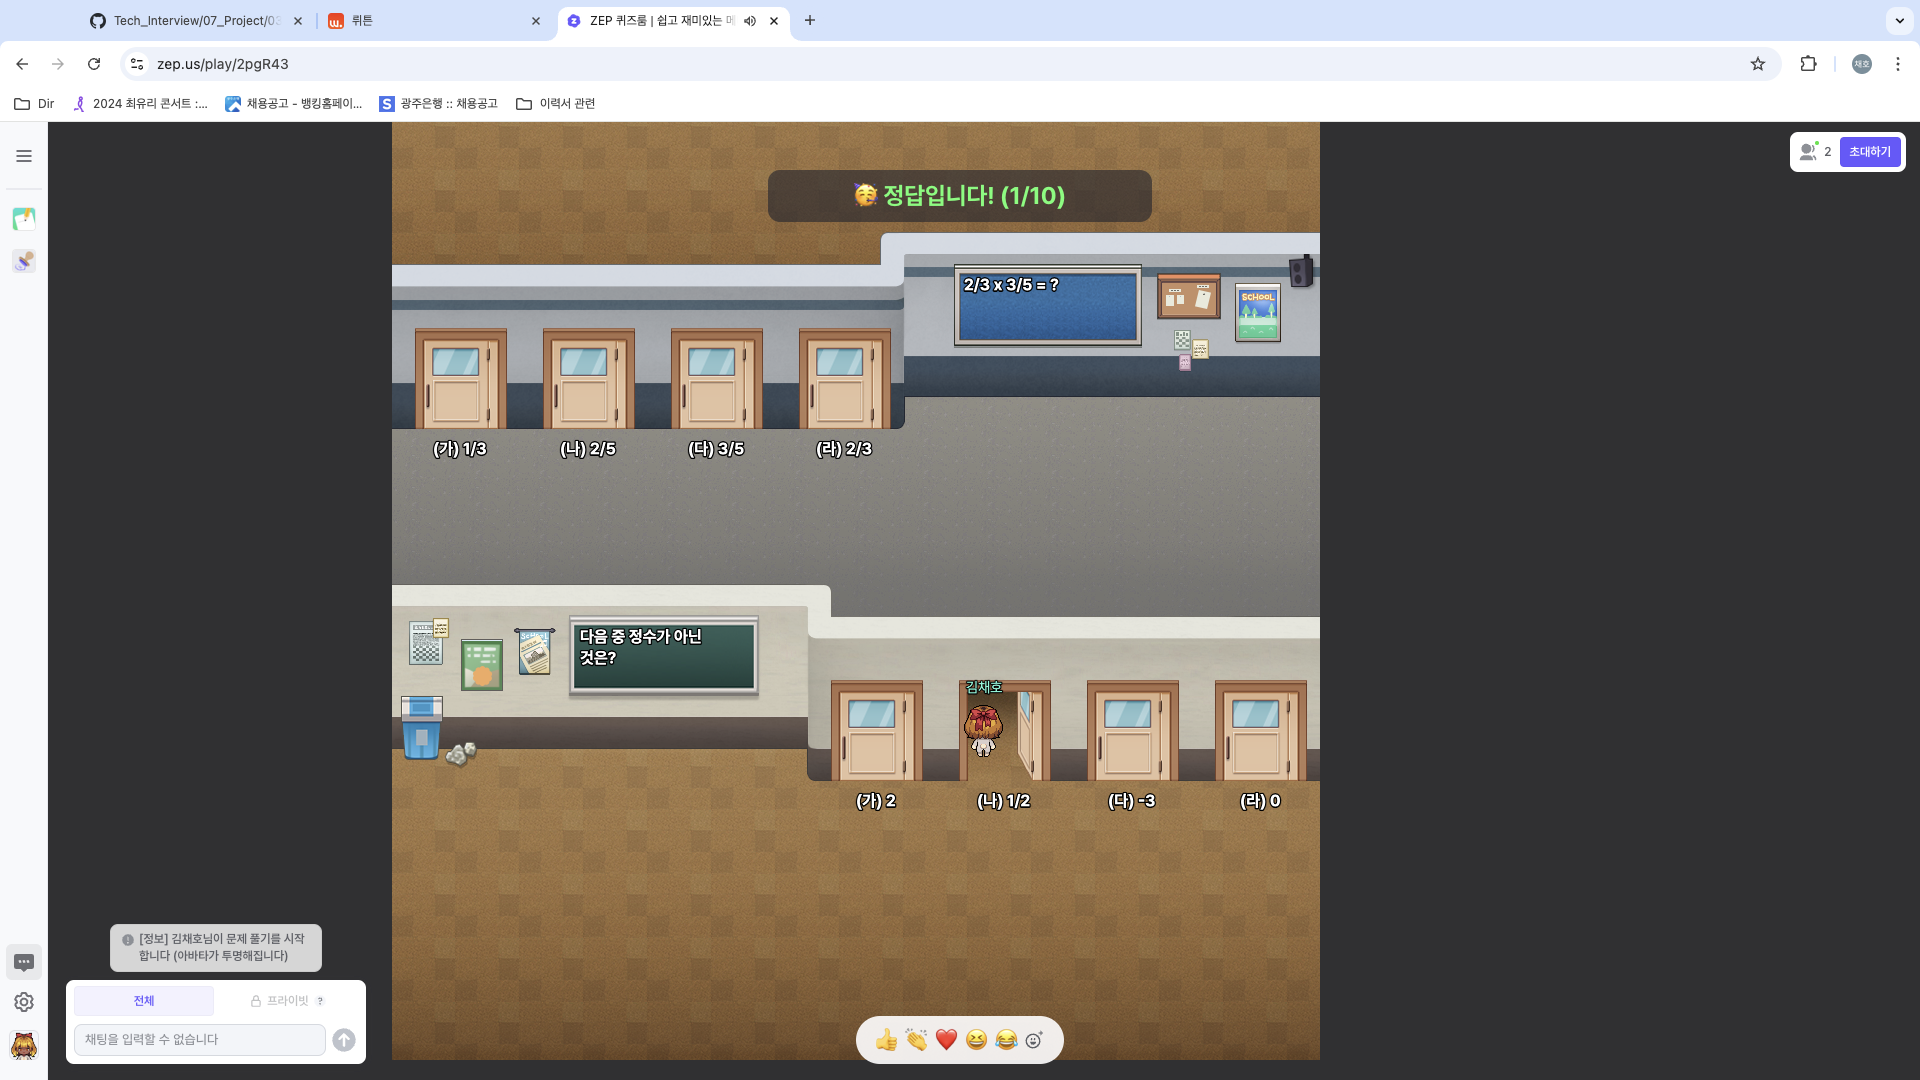 Tech_Interview/07_Project/03
뤼튼
ZEP 퀴즈룸 | 쉽고 재미있는 메
zep.us/play/2pgR43
채호
Dir
2024 최유리 콘서트 :...
채용공고 - 뱅킹홈페이...
광주은행 :: 채용공고
이력서 관련
2
초대하기
정답입니다! (1/10)
2/3 x 3/5 = ?
SCHOOL
(가) 1/3
(나) 2/5
(다) 3/5
(라) 2/3
다음 중 정수가 아닌
것은?
김채호
(가) 2
(나) 1/2
(다) -3
(라) 0
[정보] 김채호님이 문제 풀기를 시작
합니다 (아바타가 투명해집니다)
전체
프라이빗 ?
채팅을 입력할 수 없습니다